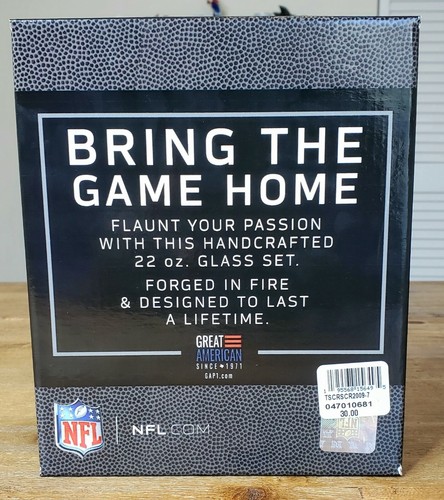 BRING THE
GAME HOME
FLAUNT YOUR PASSION
WITH THIS HANDCRAFTED
22 oz. GLASS SET.
FORGED IN FIRE
& DESIGNED TO LAST
A LIFETIME.
GREAT
AMERICAN
SINCE 1971
GAP1.com
TSCRSCR2009-7
047010681
30.00
NFL
NFL.COM